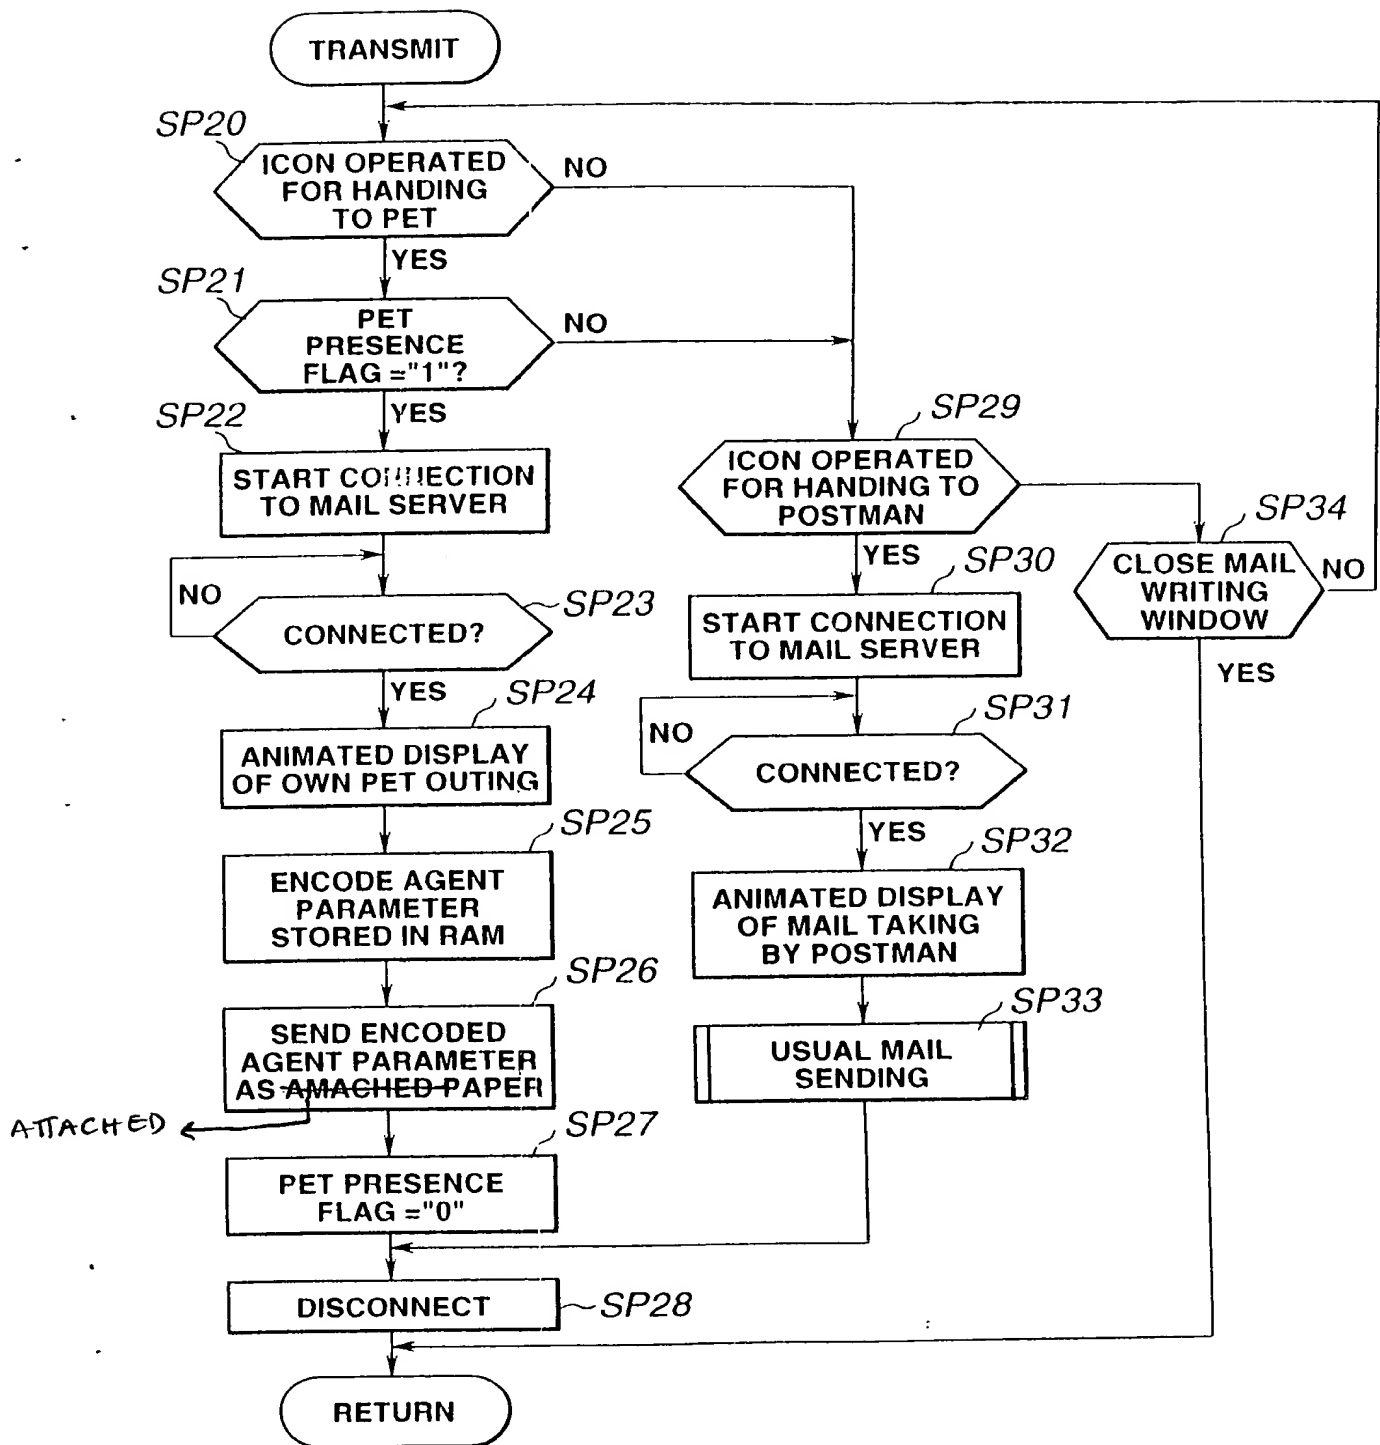 TRANSMIT
SP20
ICON OPERATED
FOR HANDING
TO PET
NO
YES
SP21
PET
PRESENCE
FLAG ="1"?
NO
YES
SP22
START CONNECTION
TO MAIL SERVER
NO
CONNECTED?
SP23
YES
SP24
ANIMATED DISPLAY
OF OWN PET OUTING
SP25
ENCODE AGENT
PARAMETER
STORED IN RAM
SP26
SEND ENCODED
AGENT PARAMETER
AS AMACHED PAPER
ATTACHED
SP27
PET PRESENCE
FLAG ="0"
DISCONNECT
SP28
RETURN
SP29
ICON OPERATED
FOR HANDING TO
POSTMAN
YES
SP30
START CONNECTION
TO MAIL SERVER
NO
SP31
CONNECTED?
YES
SP32
ANIMATED DISPLAY
OF MAIL TAKING
BY POSTMAN
SP33
USUAL MAIL
SENDING
SP34
CLOSE MAIL
WRITING
WINDOW
NO
YES